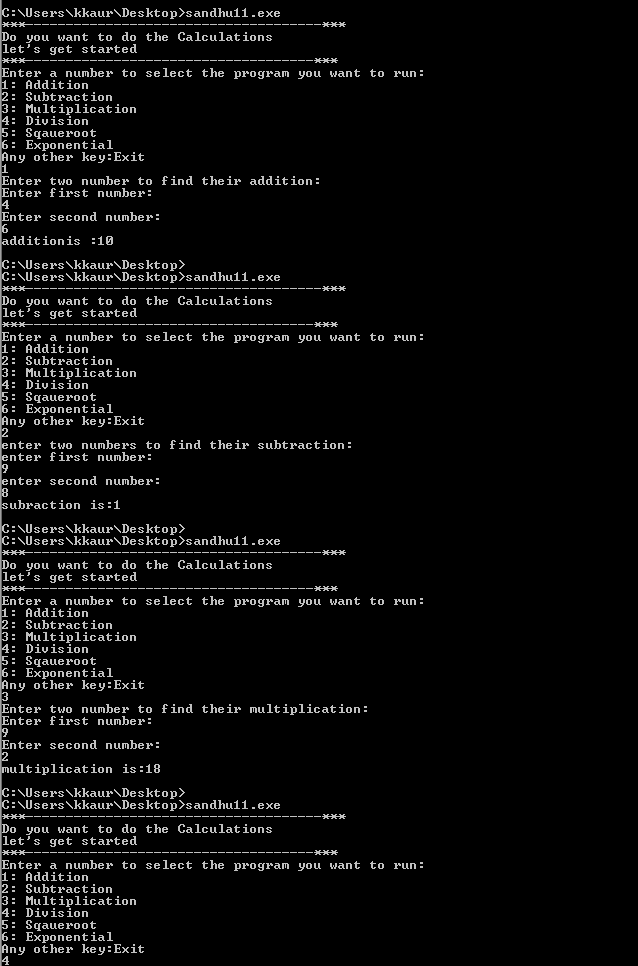 C:\Users\kkaur\Desktop>sandhu11.exe
***-------------------------------------***
Do you want to do the Calculations
let's get started
***------------------------------------***
Enter a number to select the program you want to run:
1: Addition
2: Subtraction
3: Multiplication
4: Division
5: Sqaueroot
6: Exponential
Any other key:Exit
1
Enter two number to find their addition:
Enter first number:
4
Enter second number:
6
additionis :10
C:\Users\kkaur\Desktop>
C:\Users\kkaur\Desktop>sandhu11.exe
***-------------------------------------***
Do you want to do the Calculations
let's get started
***------------------------------------***
Enter a number to select the program you want to run:
1: Addition
2: Subtraction
3: Multiplication
4: Division
5: Sqaueroot
6: Exponential
Any other key:Exit
2
enter two numbers to find their subtraction:
enter first number:
9
enter second number:
8
subraction is:1
C:\Users\kkaur\Desktop>
C:\Users\kkaur\Desktop>sandhu11.exe
***-------------------------------------***
Do you want to do the Calculations
let's get started
***------------------------------------***
Enter a number to select the program you want to run:
1: Addition
2: Subtraction
3: Multiplication
4: Division
5: Sqaueroot
6: Exponential
Any other key:Exit
3
Enter two number to find their multiplication:
Enter first number:
9
Enter second number:
2
multiplication is:18
C:\Users\kkaur\Desktop>
C:\Users\kkaur\Desktop>sandhu11.exe
***-------------------------------------***
Do you want to do the Calculations
let's get started
***------------------------------------***
Enter a number to select the program you want to run:
1: Addition
2: Subtraction
3: Multiplication
4: Division
5: Sqaueroot
6: Exponential
Any other key:Exit
4